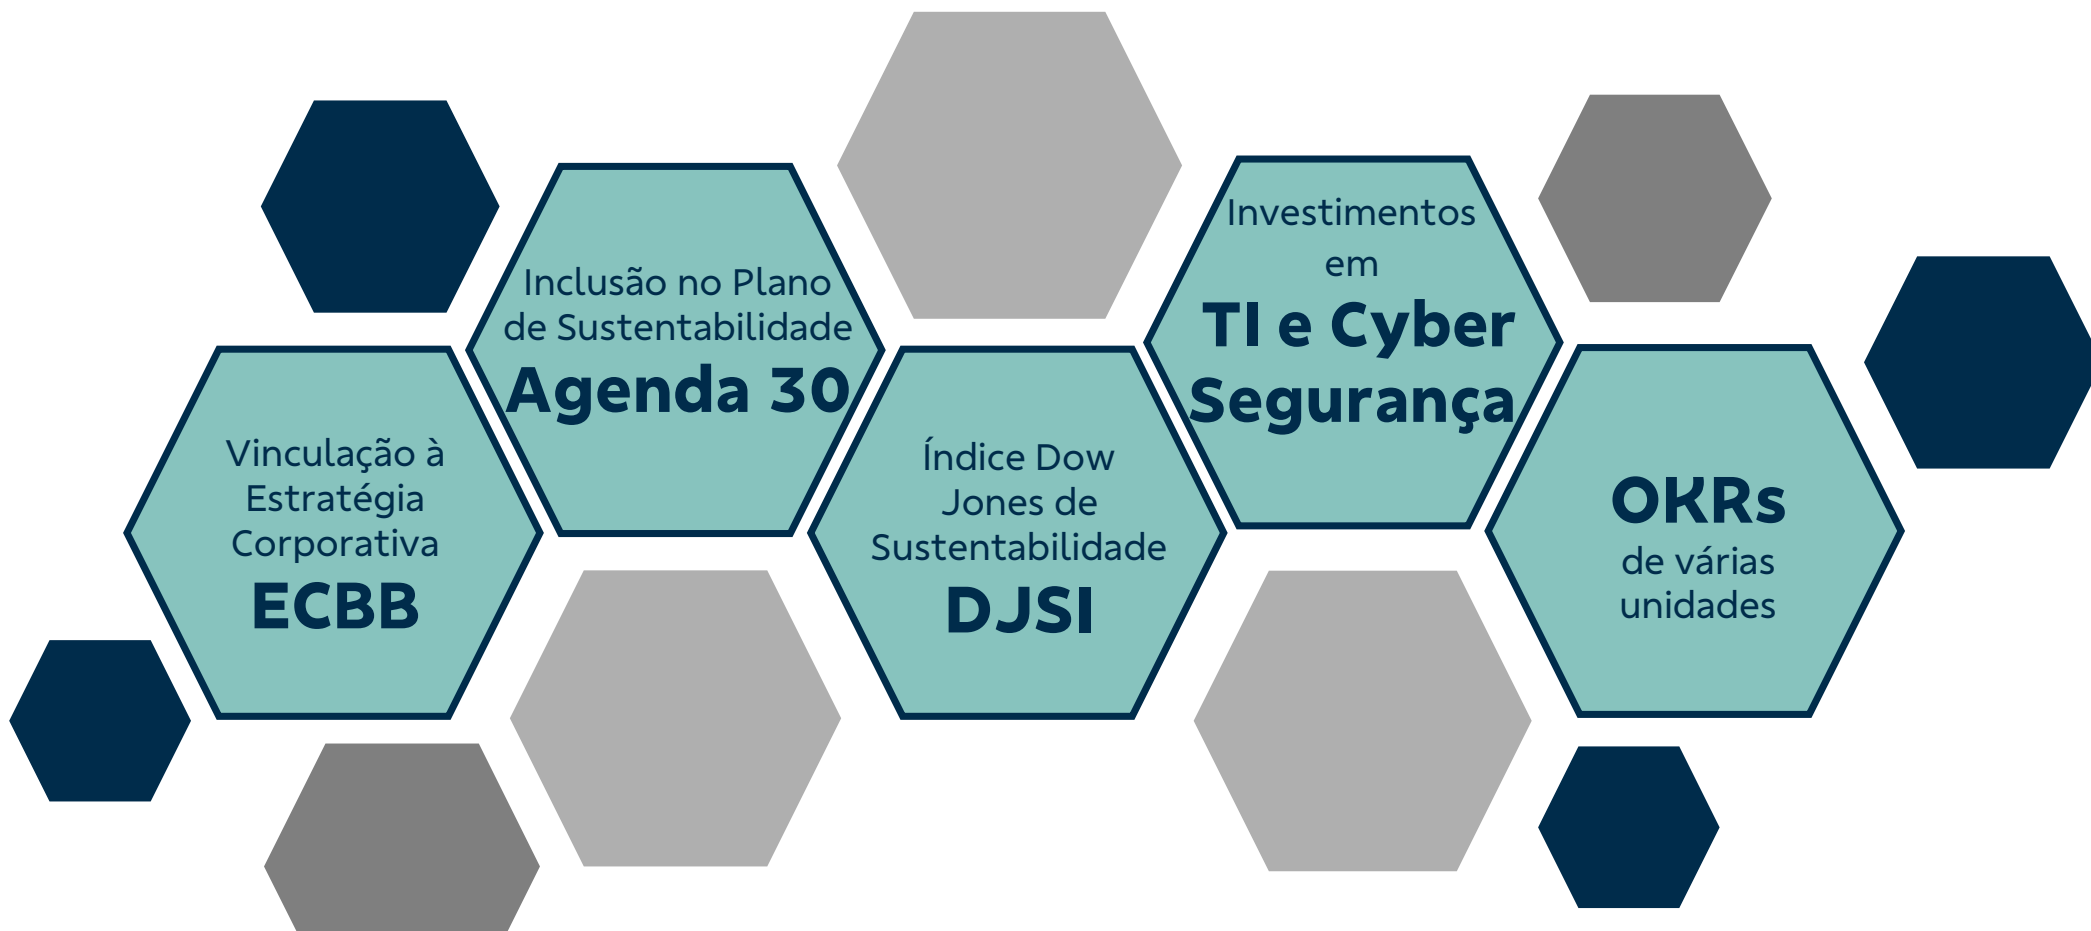 Vinculação à
Estratégia
Corporativa
ECBB
Inclusão no Plano
de Sustentabilidade
Agenda 30
Índice Dow
Jones de
Sustentabilidade
DJSI
Investimentos
em
TI e Cyber
Segurança
OKRs
de várias
unidades